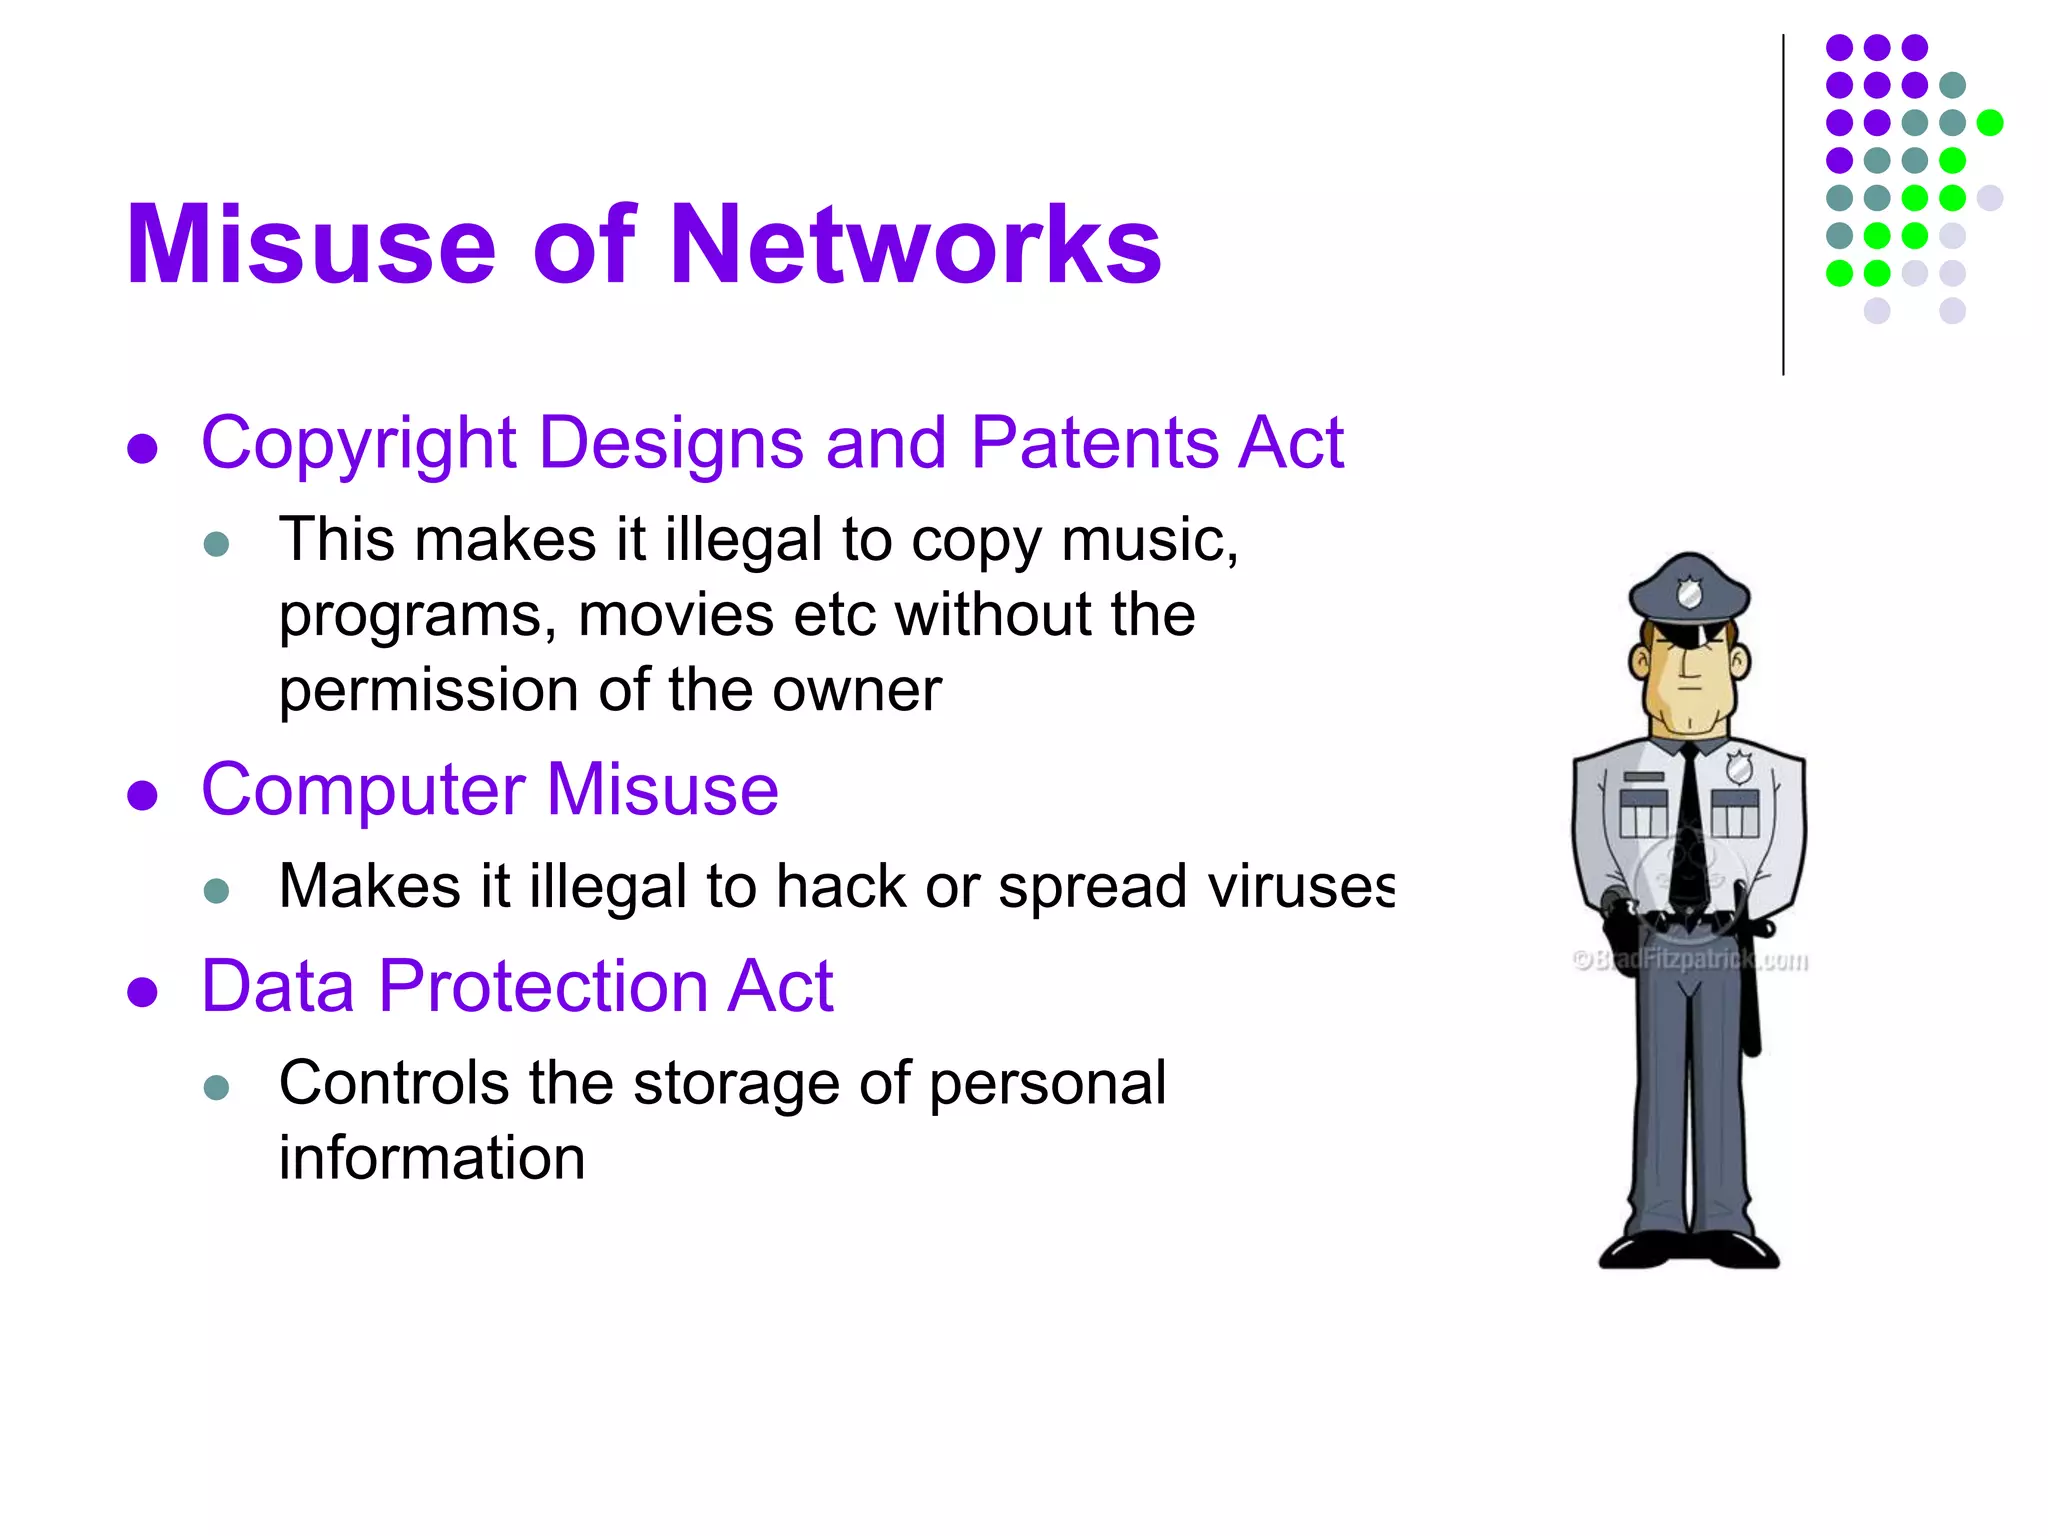 Misuse of Networks
Copyright Designs and Patents Act
This makes it illegal to copy music,
programs, movies etc without the
permission of the owner
Computer Misuse
Makes it illegal to hack or spread viruses
Data Protection Act
Controls the storage of personal
information
©BradFitzpatrick.com